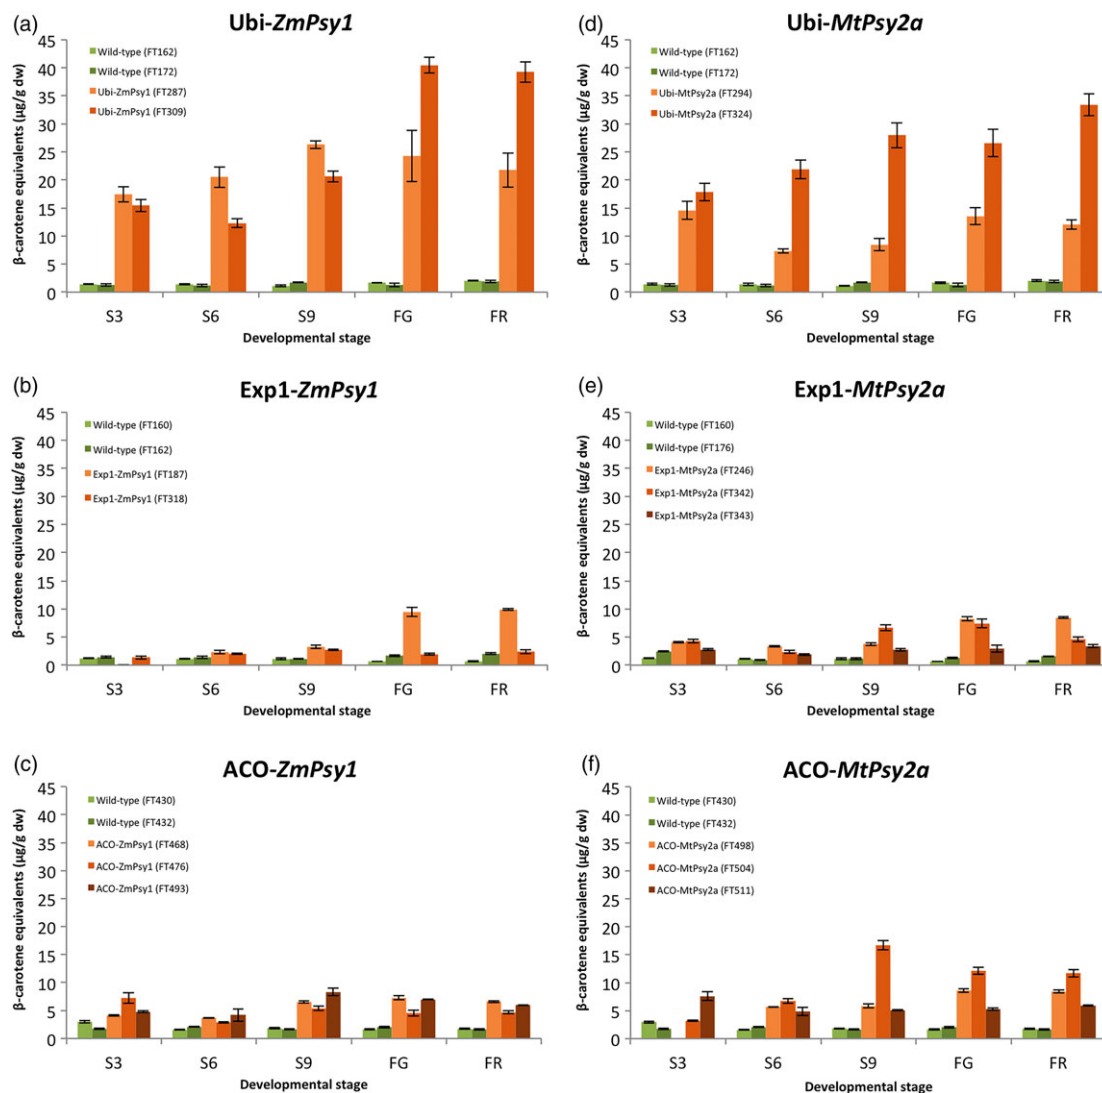 (a)
Ubi-ZmPsy1
β-carotene equivalents (µg/g dw)
45
40
35
30
25
20
15
10
5
0
Wild-type (FT162)
Wild-type (FT172)
Ubi-ZmPsy1 (FT287)
Ubi-ZmPsy1 (FT309)
S3 S6 S9 FG FR
Developmental stage
(d)
Ubi-MtPsy2a
β-carotene equivalents (µg/g dw)
45
40
35
30
25
20
15
10
5
0
Wild-type (FT162)
Wild-type (FT172)
Ubi-MtPsy2a (FT294)
Ubi-MtPsy2a (FT324)
S3 S6 S9 FG FR
Developmental stage
(b)
Exp1-ZmPsy1
β-carotene equivalents (µg/g dw)
45
40
35
30
25
20
15
10
5
0
Wild-type (FT160)
Wild-type (FT162)
Exp1-ZmPsy1 (FT187)
Exp1-ZmPsy1 (FT318)
S3 S6 S9 FG FR
Developmental stage
(e)
Exp1-MtPsy2a
β-carotene equivalents (µg/g dw)
45
40
35
30
25
20
15
10
5
0
Wild-type (FT160)
Wild-type (FT176)
Exp1-MtPsy2a (FT246)
Exp1-MtPsy2a (FT342)
Exp1-MtPsy2a (FT343)
S3 S6 S9 FG FR
Developmental stage
(c)
ACO-ZmPsy1
β-carotene equivalents (µg/g dw)
45
40
35
30
25
20
15
10
5
0
Wild-type (FT430)
Wild-type (FT432)
ACO-ZmPsy1 (FT468)
ACO-ZmPsy1 (FT476)
ACO-ZmPsy1 (FT493)
S3 S6 S9 FG FR
Developmental stage
(f)
ACO-MtPsy2a
β-carotene equivalents (µg/g dw)
45
40
35
30
25
20
15
10
5
0
Wild-type (FT430)
Wild-type (FT432)
ACO-MtPsy2a (FT498)
ACO-MtPsy2a (FT504)
ACO-MtPsy2a (FT511)
S3 S6 S9 FG FR
Developmental stage